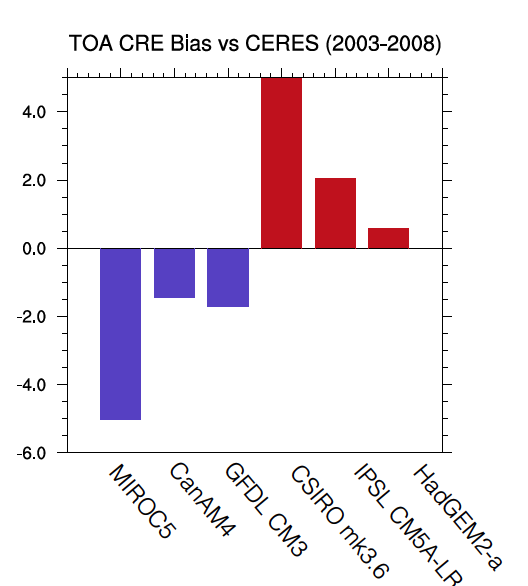 TOA CRE Bias vs CERES (2003-2008)
4.0
2.0
0.0
-2.0
-4.0
-6.0
MIROC5
CanAM4
GFDL CM3
CSIRO mk3.6
IPSL CM5A-LR
HadGEM2-a